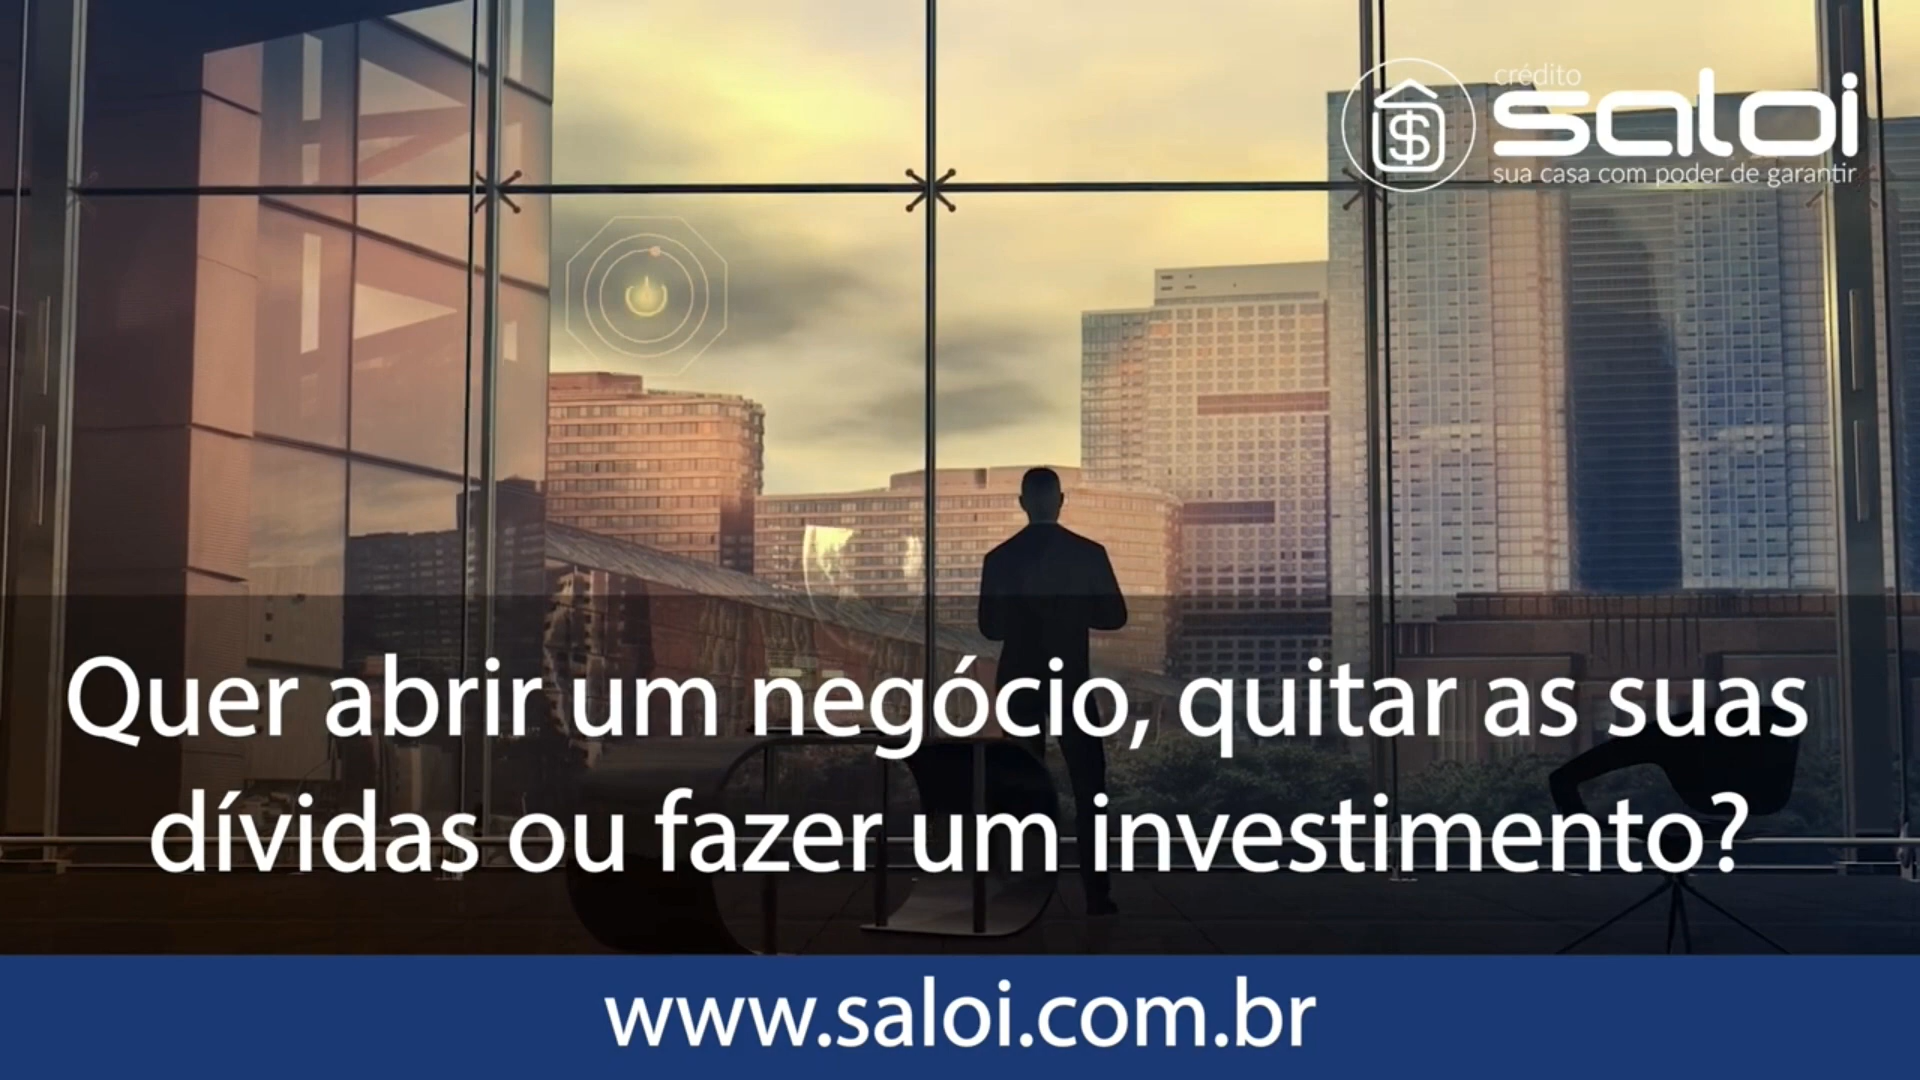 crédito
saloi
sua casa com poder de garantir
Quer abrir um negócio, quitar as suas
dívidas ou fazer um investimento?
www.saloi.com.br